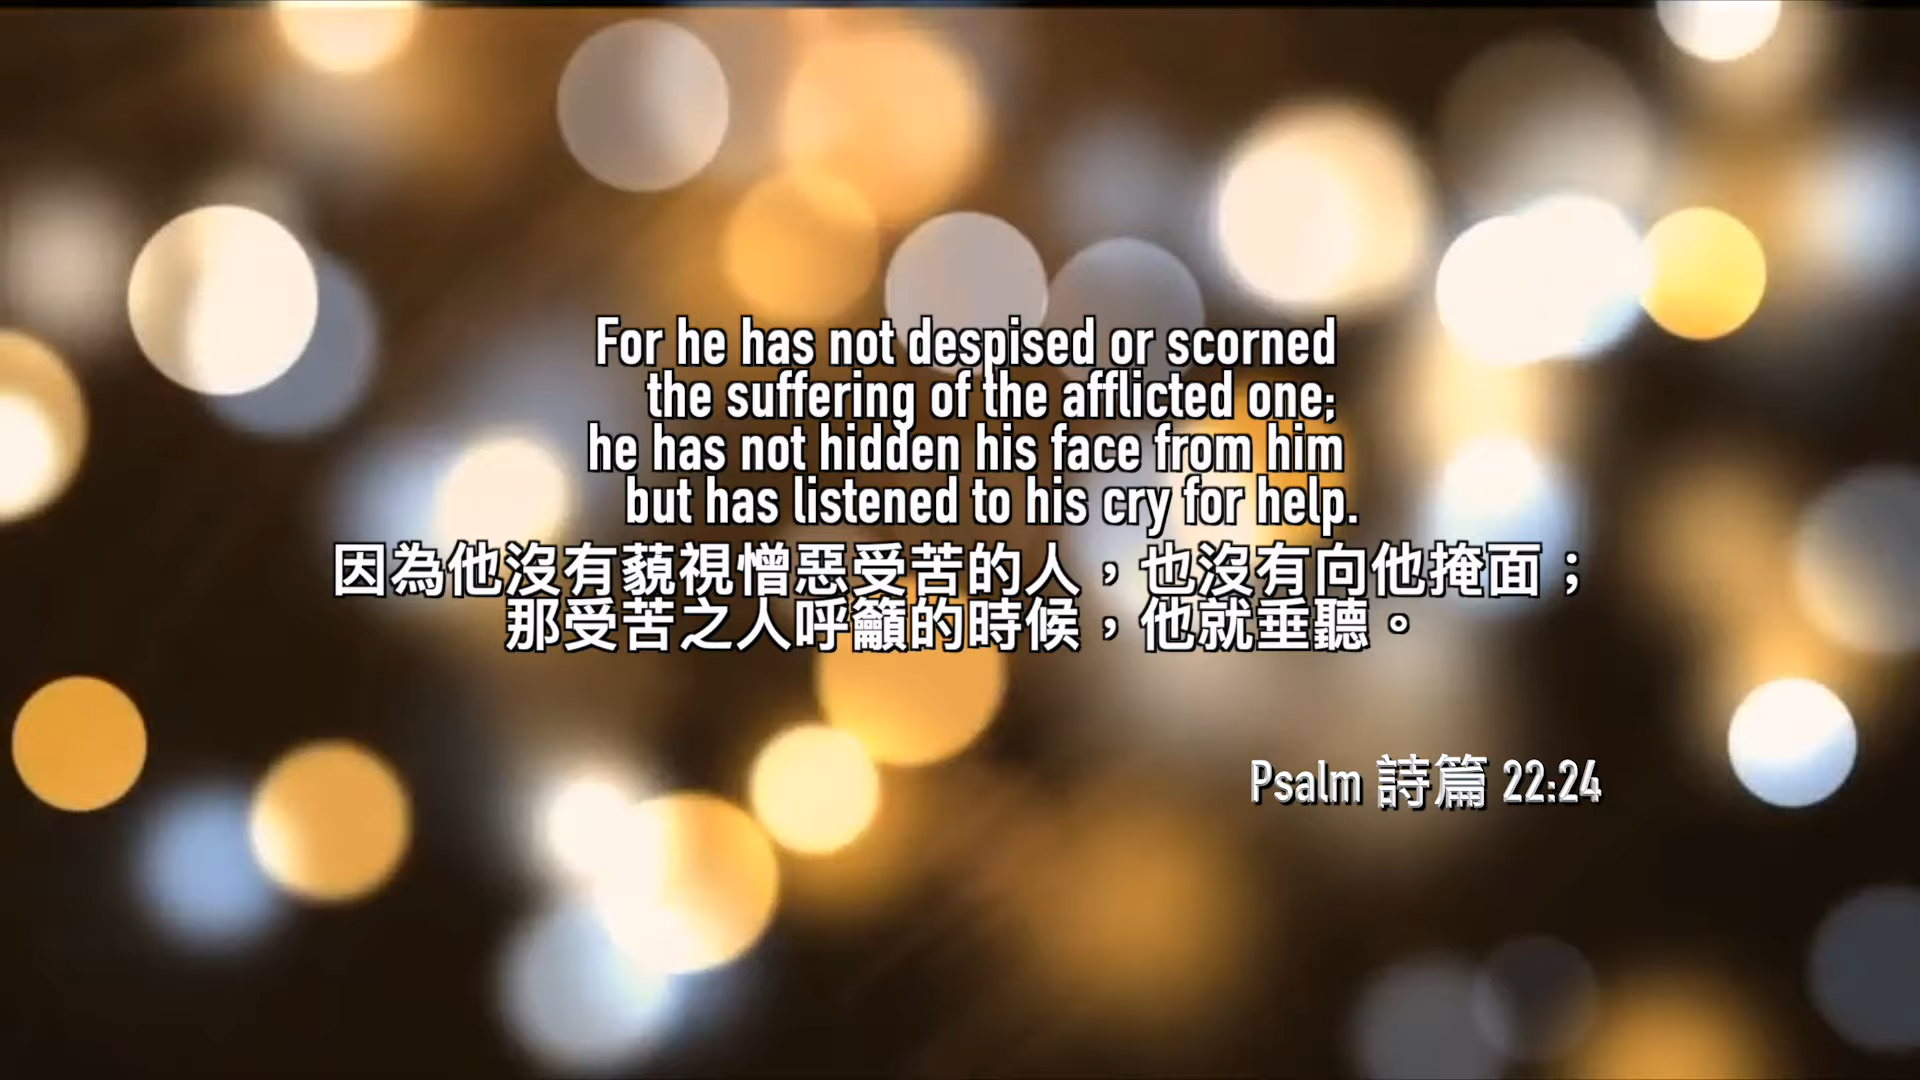 For he has not despised or scorned
the suffering of the afflicted one;
he has not hidden his face from him
but has listened to his cry for help.
因為他沒有藐視憎惡受苦的人，也沒有向他掩面；
那受苦之人呼籲的時候，他就垂聽。
Psalm 詩篇 22:24